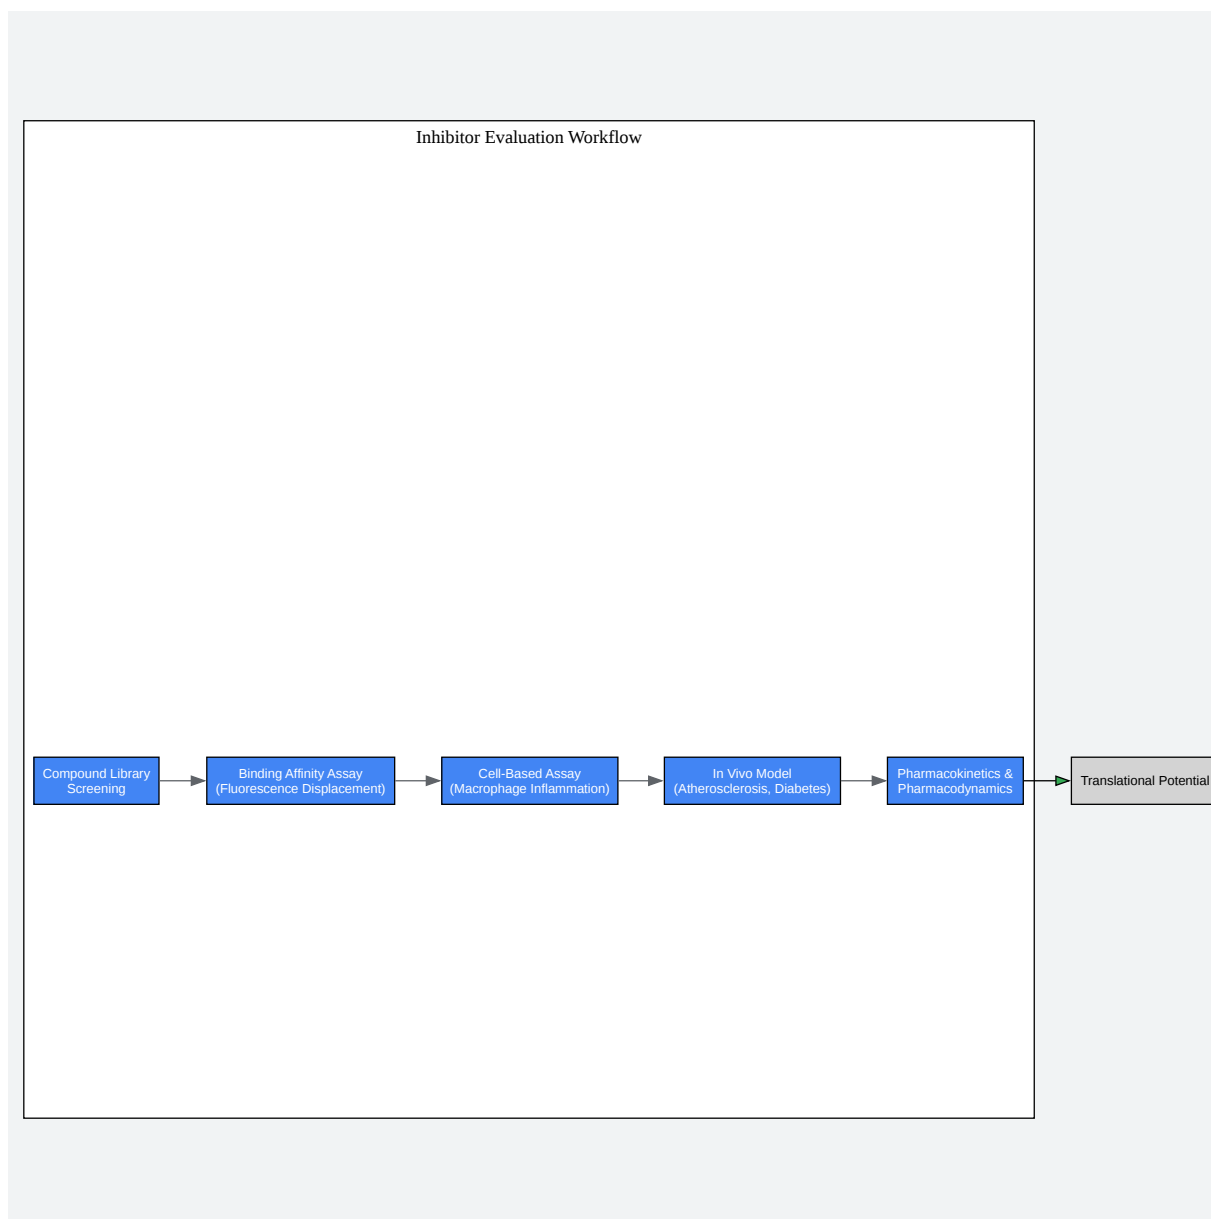 Inhibitor Evaluation Workflow
Compound Library
Screening
Binding Affinity Assay
(Fluorescence Displacement)
Cell-Based Assay
(Macrophage Inflammation)
In Vivo Model
(Atherosclerosis, Diabetes)
Pharmacokinetics &
Pharmacodynamics
Translational Potential